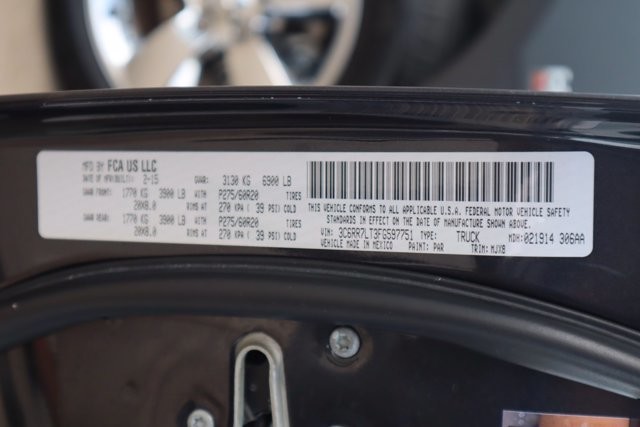 MFD BY FCA US LLC
DATE OF MFR/BUILT: 2-15 GVWR: 3130 KG 6900 LB
GAWR FRONT: 1770 KG 3900 LB WITH P275/60R20 TIRES
20X8.0 RIMS AT 270 KPA ( 39 PSI) COLD
GAWR REAR: 1770 KG 3900 LB WITH P275/60R20 TIRES
20X8.0 RIMS AT 270 KPA ( 39 PSI) COLD
THIS VEHICLE CONFORMS TO ALL APPLICABLE U.S.A. FEDERAL MOTOR VEHICLE SAFETY
STANDARDS IN EFFECT ON THE DATE OF MANUFACTURE SHOWN ABOVE.
VIN: 3C6RR7LT3FG597751 TYPE: TRUCK MDH: 021914 306AA
VEHICLE MADE IN MEXICO PAINT: PAR TRIM: MJX8